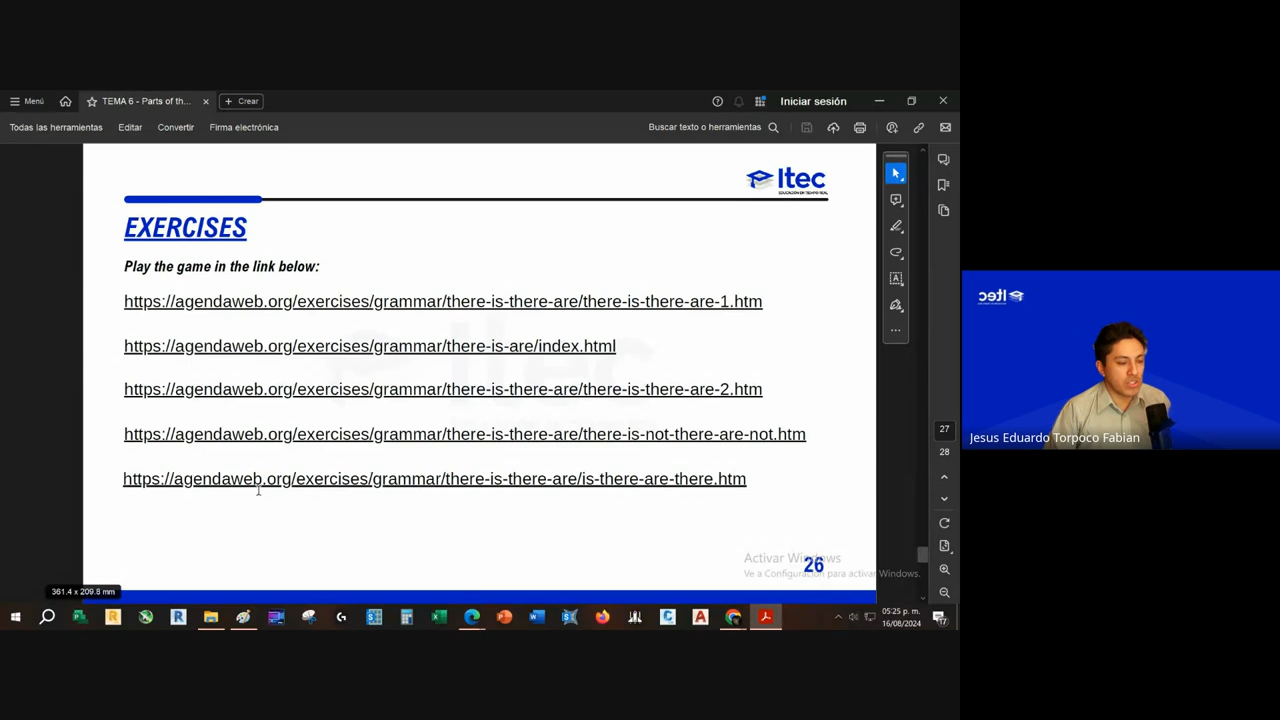 Menú
TEMA 6 - Parts of th...
Crear
Iniciar sesión
Todas las herramientas
Editar
Convertir
Firma electrónica
Buscar texto o herramientas
Itec
EDUCACIÓN EN TIEMPO REAL
EXERCISES
Play the game in the link below:
https://agendaweb.org/exercises/grammar/there-is-there-are/there-is-there-are-1.htm
https://agendaweb.org/exercises/grammar/there-is-are/index.html
https://agendaweb.org/exercises/grammar/there-is-there-are/there-is-there-are-2.htm
https://agendaweb.org/exercises/grammar/there-is-there-are/there-is-not-there-are-not.htm
https://agendaweb.org/exercises/grammar/there-is-there-are/is-there-are-there.htm
27
28
Activar Windows
Ve a Configuración para activar Windows.
26
361.4 x 209.8 mm
05:25 p. m.
16/08/2024
Itec
Jesus Eduardo Torpoco Fabian